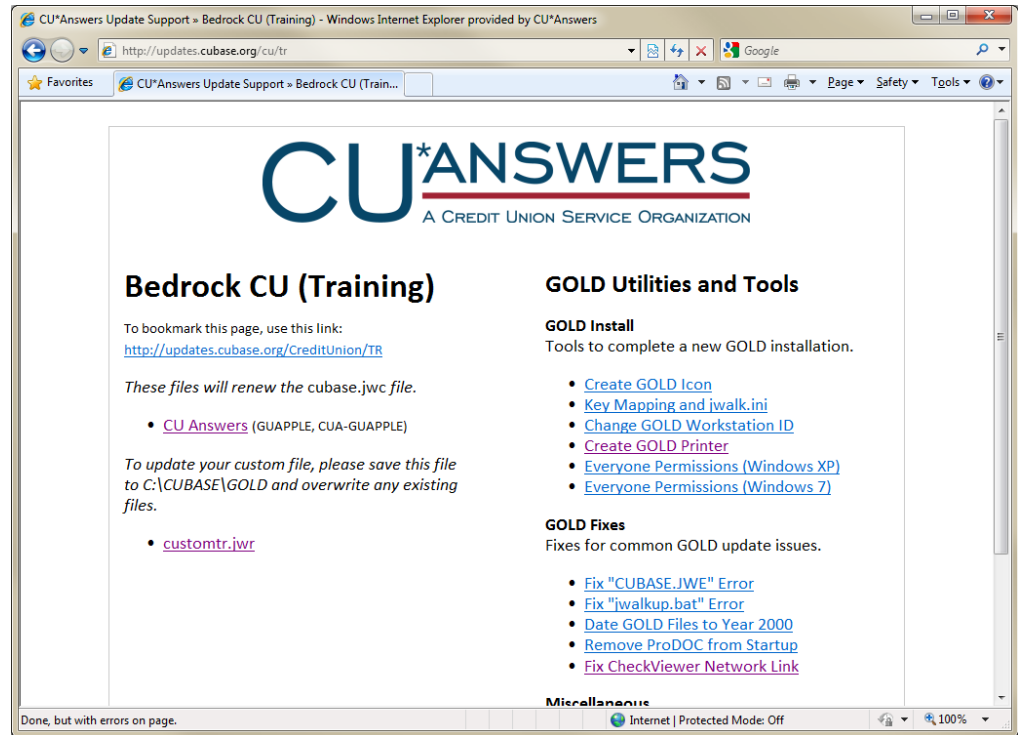 CU*Answers Update Support » Bedrock CU (Training) - Windows Internet Explorer provided by CU*Answers
http://updates.cubase.org/cu/tr
Google
Favorites
CU*Answers Update Support » Bedrock CU (Train...
Page
Safety
Tools
CU*ANSWERS
A CREDIT UNION SERVICE ORGANIZATION
Bedrock CU (Training)
To bookmark this page, use this link:
http://updates.cubase.org/CreditUnion/TR
These files will renew the cubase.jwc file.
• CU Answers (GUAPPLE, CUA-GUAPPLE)
To update your custom file, please save this file
to C:\CUBASE\GOLD and overwrite any existing
files.
• customtr.jwr
GOLD Utilities and Tools
GOLD Install
Tools to complete a new GOLD installation.
• Create GOLD Icon
• Key Mapping and jwalk.ini
• Change GOLD Workstation ID
• Create GOLD Printer
• Everyone Permissions (Windows XP)
• Everyone Permissions (Windows 7)
GOLD Fixes
Fixes for common GOLD update issues.
• Fix "CUBASE.JWE" Error
• Fix "jwalkup.bat" Error
• Date GOLD Files to Year 2000
• Remove ProDOC from Startup
• Fix CheckViewer Network Link
Miscellaneous
Done, but with errors on page.
Internet | Protected Mode: Off
100%